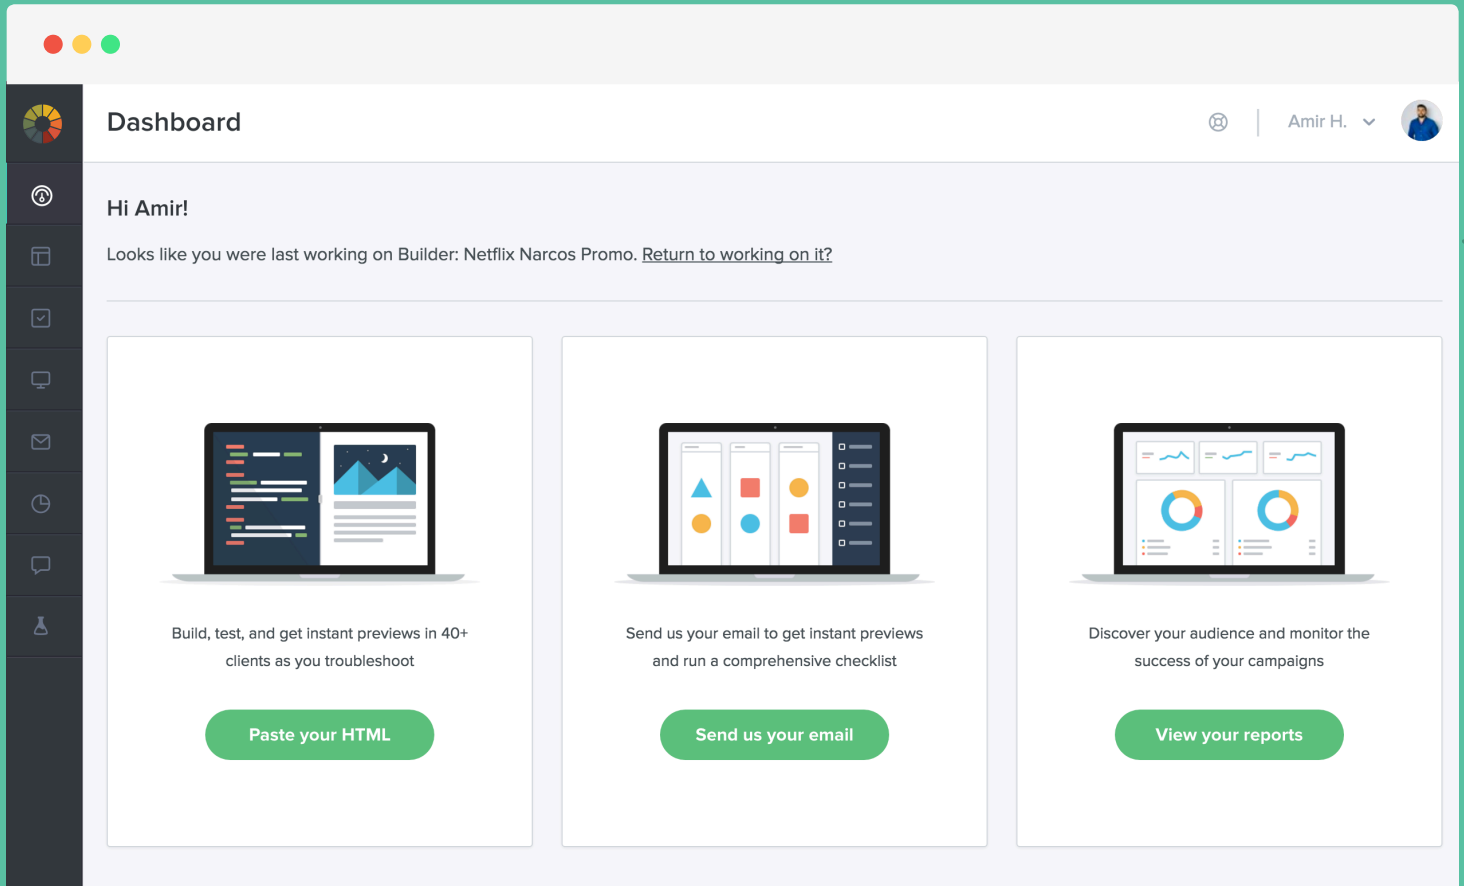 Dashboard
Amir H.
Hi Amir!
Looks like you were last working on Builder: Netflix Narcos Promo. Return to working on it?
Build, test, and get instant previews in 40+
clients as you troubleshoot
Paste your HTML
Send us your email to get instant previews
and run a comprehensive checklist
Send us your email
Discover your audience and monitor the
success of your campaigns
View your reports